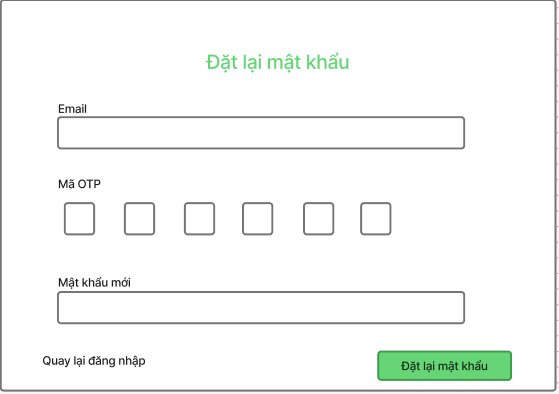 Đặt lại mật khẩu
Email
Mã OTP
Mật khẩu mới
Quay lại đăng nhập
Đặt lại mật khẩu